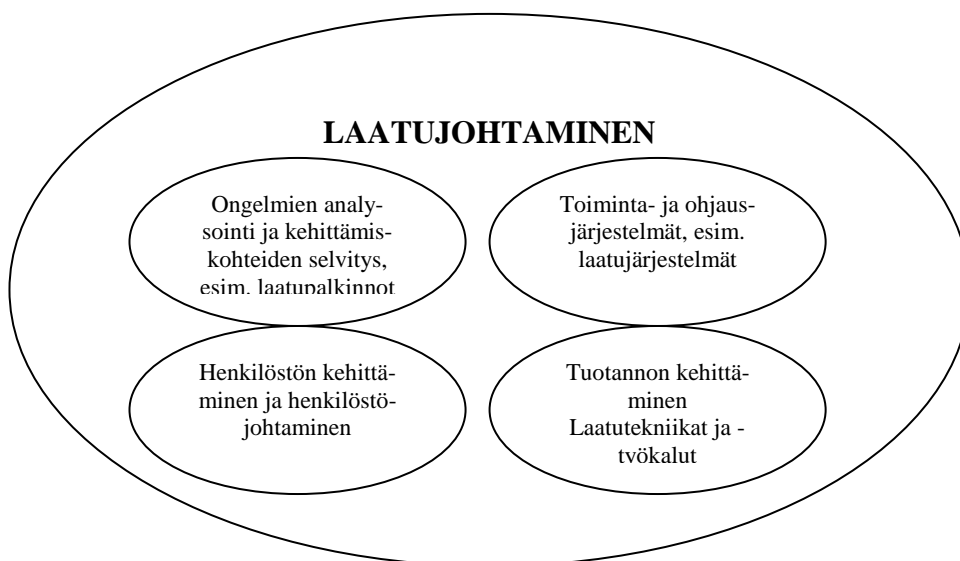 LAATUJOHTAMINEN
Ongelmien analy-
sointi ja kehittämis-
kohteiden selvitys,
esim. laatupalkinnot
Toiminta- ja ohjaus-
järjestelmät, esim.
laatujärjestelmät
Henkilöstön kehittä-
minen ja henkilöstö-
johtaminen
Tuotannon kehittä-
minen
Laatutekniikat ja -
työkalut